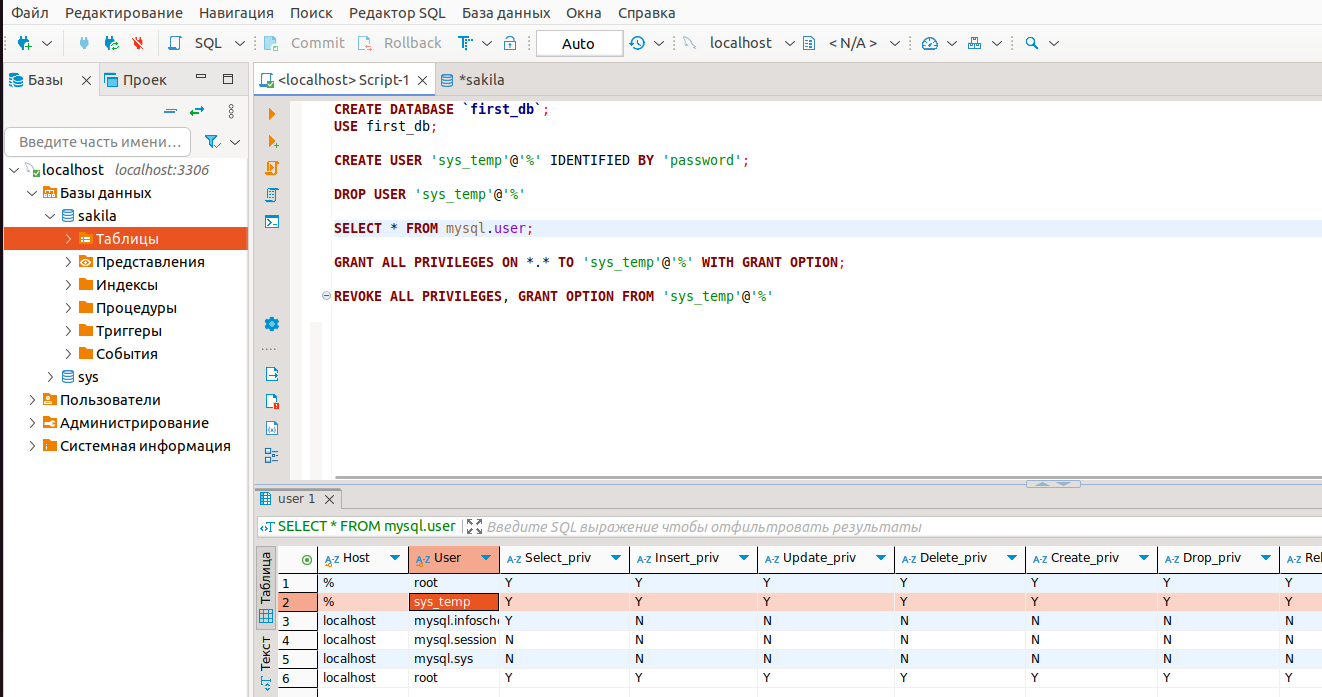 Файл Редактирование Навигация Поиск Редактор SQL База данных Окна Справка
SQL Commit Rollback Auto localhost < N/A >
Базы Проек <localhost> Script-1 *sakila
Введите часть имени...
localhost localhost:3306
Базы данных
sakila
Таблицы
Представления
Индексы
Процедуры
Триггеры
События
sys
Пользователи
Администрирование
Системная информация
CREATE DATABASE `first_db`;
USE first_db;
CREATE USER 'sys_temp'@'%' IDENTIFIED BY 'password';
DROP USER 'sys_temp'@'%'
SELECT * FROM mysql.user;
GRANT ALL PRIVILEGES ON *.* TO 'sys_temp'@'%' WITH GRANT OPTION;
REVOKE ALL PRIVILEGES, GRANT OPTION FROM 'sys_temp'@'%'
user 1
SELECT * FROM mysql.user Введите SQL выражение чтобы отфильтровать результаты
Таблица
Текст
A-Z Host A-Z User A-Z Select_priv A-Z Insert_priv A-Z Update_priv A-Z Delete_priv A-Z Create_priv A-Z Drop_priv A-Z Rel
1 % root Y Y Y Y Y Y Y
2 % sys_temp Y Y Y Y Y Y Y
3 localhost mysql.infosche Y N N N N N N
4 localhost mysql.session N N N N N N N
5 localhost mysql.sys N N N N N N N
6 localhost root Y Y Y Y Y Y Y